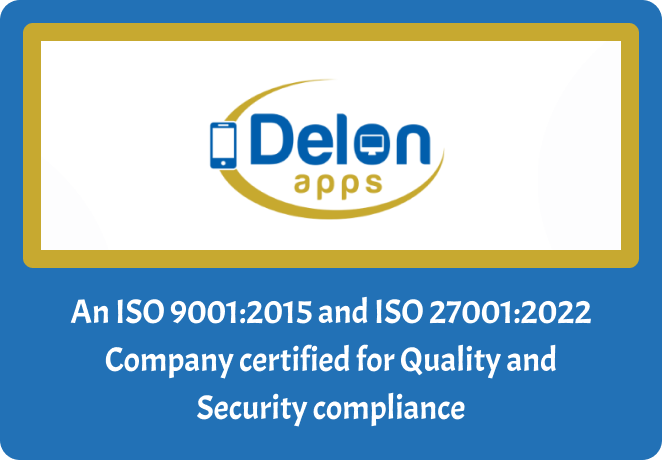 Delon
apps
An ISO 9001:2015 and ISO 27001:2022
Company certified for Quality and
Security compliance